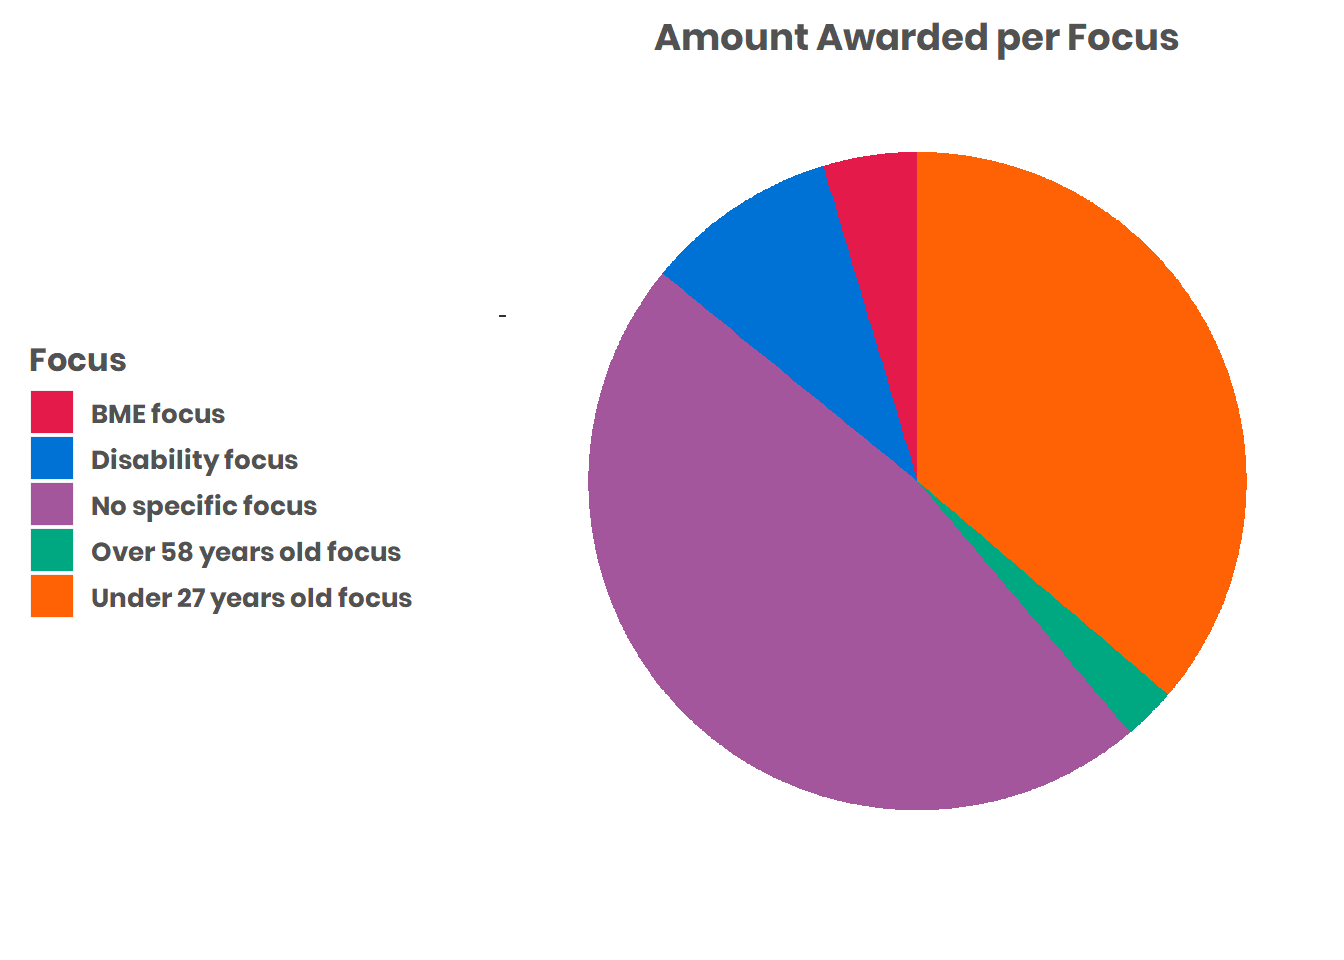 Amount Awarded per Focus
Focus
BME focus
Disability focus
No specific focus
Over 58 years old focus
Under 27 years old focus